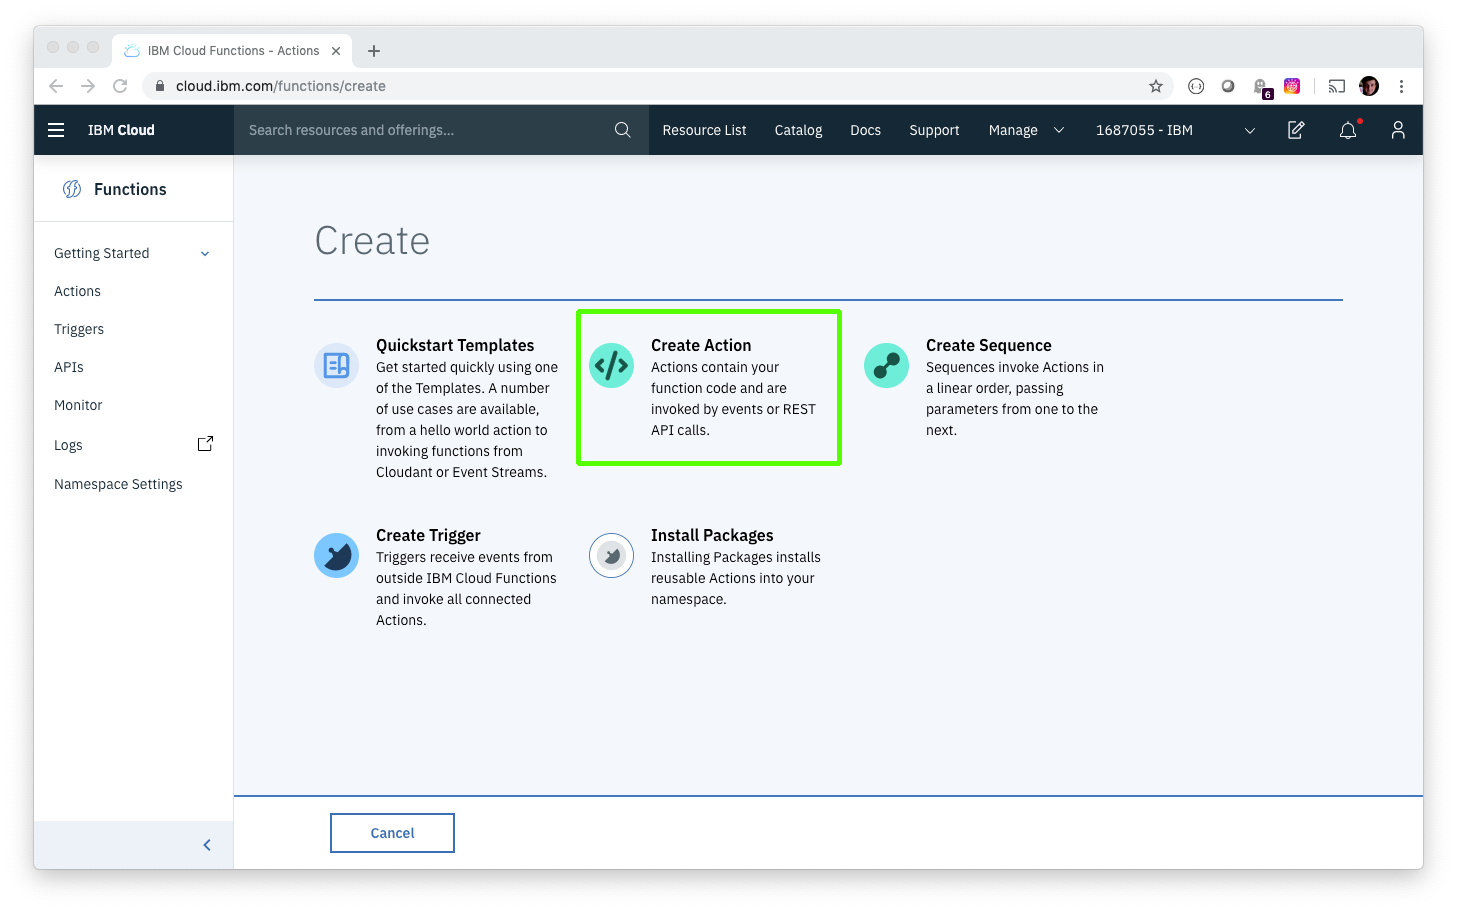 IBM Cloud Functions - Actions
cloud.ibm.com/functions/create
6
IBM Cloud
Search resources and offerings...
Resource List
Catalog
Docs
Support
Manage
1687055 - IBM
Functions
Getting Started
Actions
Triggers
APIs
Monitor
Logs
Namespace Settings
Create
Quickstart Templates
Get started quickly using one
of the Templates. A number
of use cases are available,
from a hello world action to
invoking functions from
Cloudant or Event Streams.
Create Action
Actions contain your
function code and are
invoked by events or REST
API calls.
Create Sequence
Sequences invoke Actions in
a linear order, passing
parameters from one to the
next.
Create Trigger
Triggers receive events from
outside IBM Cloud Functions
and invoke all connected
Actions.
Install Packages
Installing Packages installs
reusable Actions into your
namespace.
Cancel